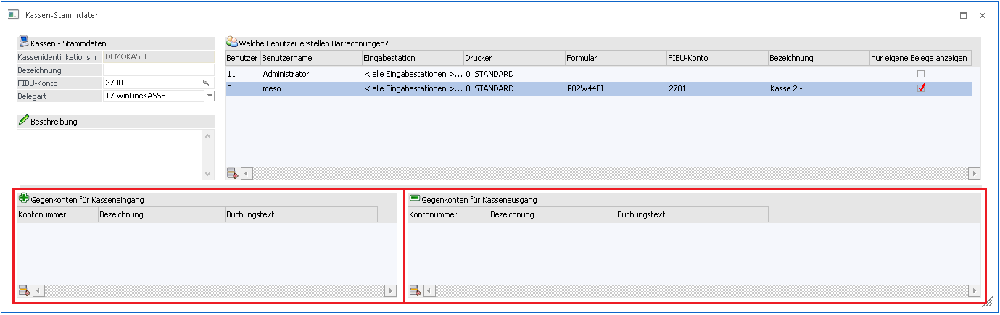 Kassen-Stammdaten
Kassen - Stammdaten
Kassenidentifikationsnr. DEMOKASSE
Bezeichnung
FIBU-Konto 2700
Belegart 17 WinLineKASSE
Beschreibung
Welche Benutzer erstellen Barrechnungen?
Benutzer Benutzername Eingabestation Drucker Formular FIBU-Konto Bezeichnung nur eigene Belege anzeigen
11 Administrator < alle Eingabestationen >... 0 STANDARD
8 meso < alle Eingabestationen >... 0 STANDARD P02W44BI 2701 Kasse 2 -
Gegenkonten für Kasseneingang
Kontonummer Bezeichnung Buchungstext
Gegenkonten für Kassenausgang
Kontonummer Bezeichnung Buchungstext